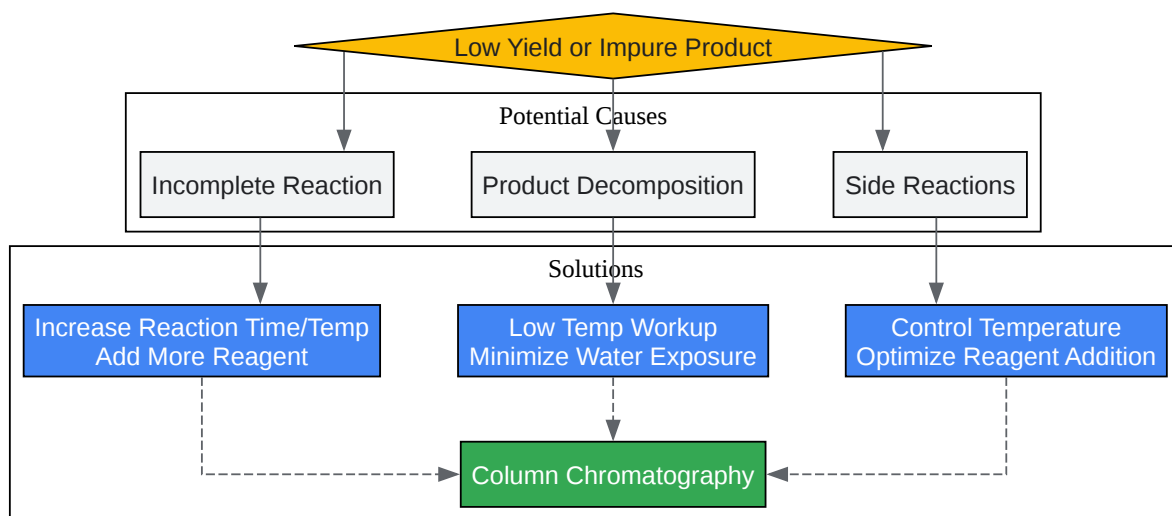 Low Yield or Impure Product
Potential Causes
Incomplete Reaction
Product Decomposition
Side Reactions
Solutions
Increase Reaction Time/Temp
Add More Reagent
Low Temp Workup
Minimize Water Exposure
Control Temperature
Optimize Reagent Addition
Column Chromatography